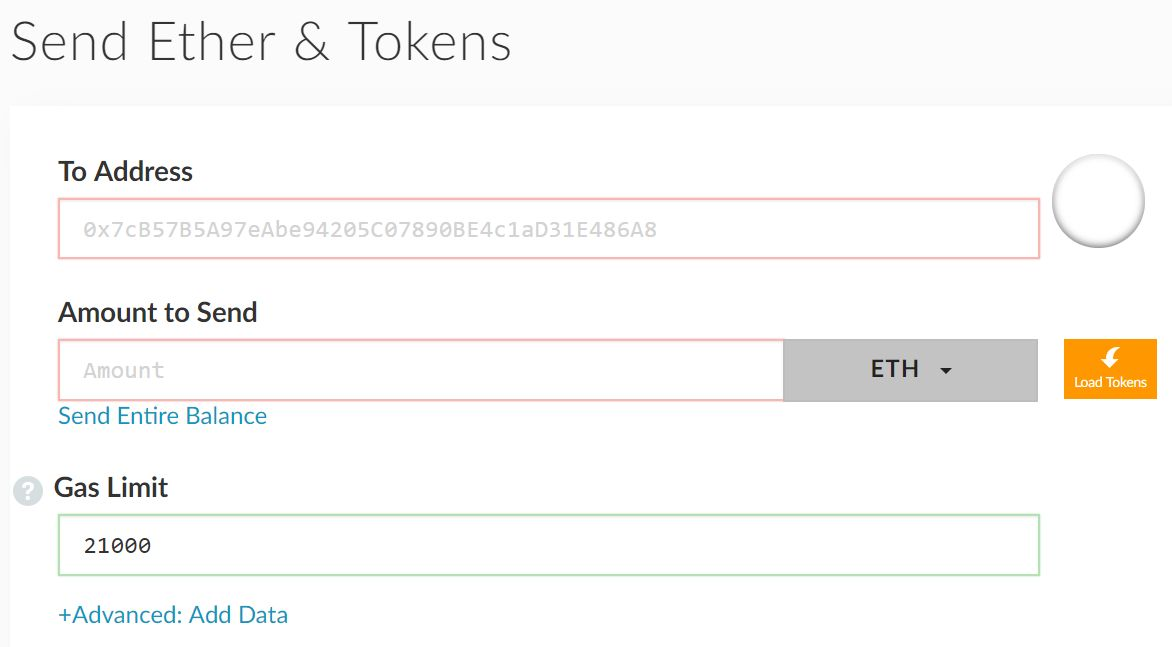 Send Ether & Tokens
To Address
0x7cB57B5A97eAbe94205C07890BE4c1aD31E486A8
Amount to Send
Amount
ETH
Load Tokens
Send Entire Balance
? Gas Limit
21000
+Advanced: Add Data